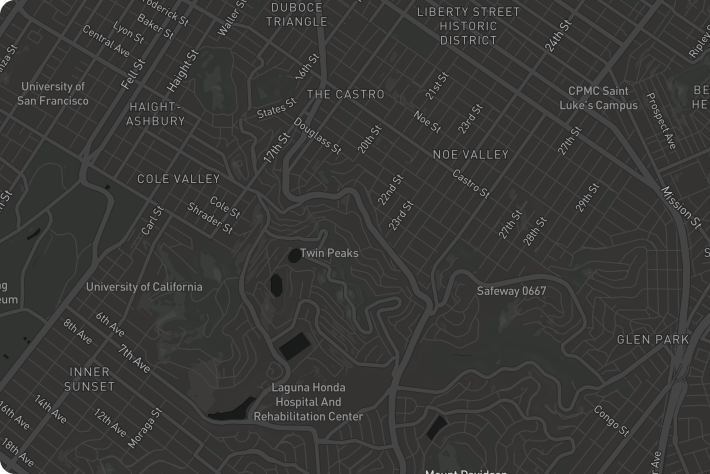 DUBOCE
TRIANGLE
LIBERTY STREET
HISTORIC
DISTRICT
Baker St
Lyon St
Central Ave
Fell St
Haight St
24th St
University of
San Francisco
HAIGHT-
ASHBURY
States St
THE CASTRO
21st St
CPMC Saint
Luke's Campus
Prospect Ave
Noe St
23rd St
Douglass St
20th St
17th St
27th St
NOE VALLEY
COLE VALLEY
Castro St
22nd St
29th St
Mission St
Cole St
Shrader St
Carl St
23rd St
27th St
28th St
Twin Peaks
University of California
Safeway 0667
6th Ave
8th Ave
7th Ave
GLEN PARK
INNER
SUNSET
Laguna Honda
Hospital And
Rehabilitation Center
14th Ave
12th Ave
Moraga St
16th Ave
18th Ave
Congo St